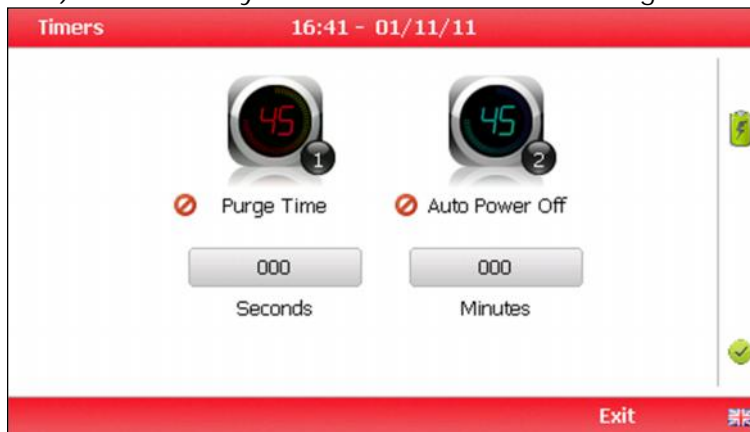 Timers 16:41 - 01/11/11
45 45
1 2
Purge Time Auto Power Off
000 000
Seconds Minutes
Exit